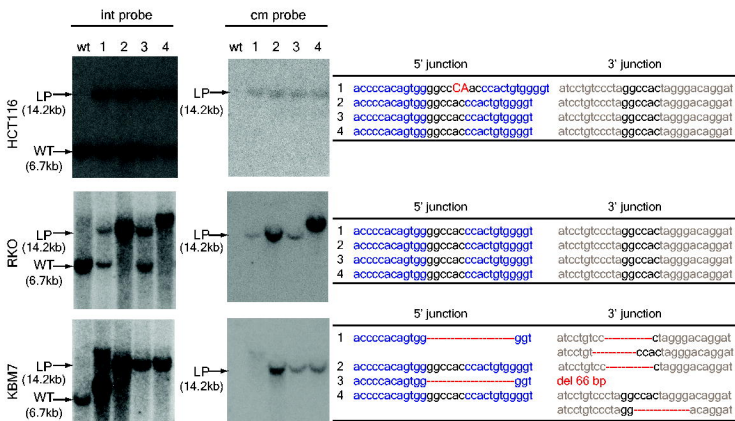 int probe
cm probe
wt 1 2 3 4
wt 1 2 3 4
5' junction 3' junction
HCT116
LP
(14.2kb)
WT
(6.7kb)
LP
(14.2kb)
1 accccacagtggggccCAacccactgtggggt atcctgtccctaggccactagggacaggat
2 accccacagtggggccaccccactgtggggt atcctgtccctaggccactagggacaggat
3 accccacagtggggccaccccactgtggggt atcctgtccctaggccactagggacaggat
4 accccacagtggggccaccccactgtggggt atcctgtccctaggccactagggacaggat
5' junction 3' junction
RKO
LP
(14.2kb)
WT
(6.7kb)
LP
(14.2kb)
1 accccacagtggggccaccccactgtggggt atcctgtccctaggccactagggacaggat
2 accccacagtggggccaccccactgtggggt atcctgtccctaggccactagggacaggat
3 accccacagtggggccaccccactgtggggt atcctgtccctaggccactagggacaggat
4 accccacagtggggccaccccactgtggggt atcctgtccctaggccactagggacaggat
5' junction 3' junction
KBM7
LP
(14.2kb)
WT
(6.7kb)
LP
(14.2kb)
1 accccacagtgg----------------------ggt atcctgtcc------------ctagggacaggat
atcctgt-----------ccactagggacaggat
2 accccacagtggggccaccccactgtggggt atcctgtcc------------ctagggacaggat
3 accccacagtgg----------------------ggt del 66 bp
4 accccacagtggggccaccccactgtggggt atcctgtccctaggccactagggacaggat
atcctgtccctagg--------------acaggat